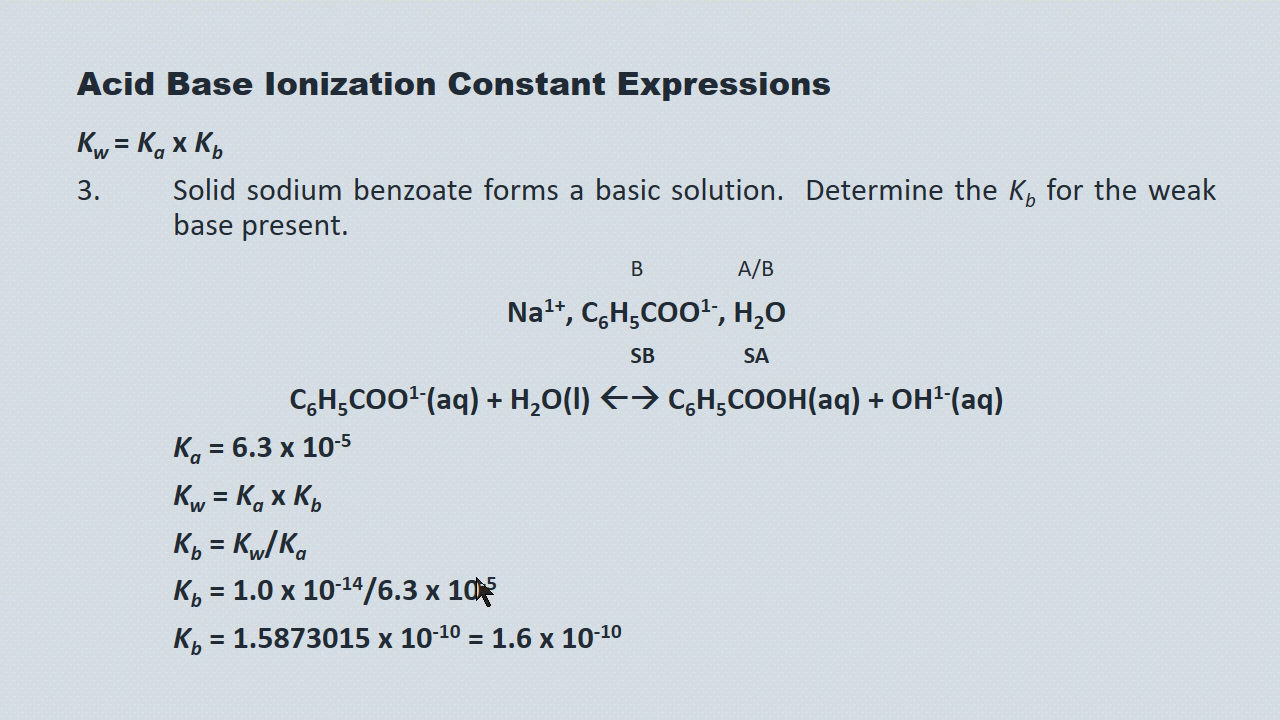 Acid Base Ionization Constant Expressions
Kw = Ka x Kb
3. Solid sodium benzoate forms a basic solution. Determine the Kb for the weak
base present.
B A/B
Na¹⁺, C₆H₅COO¹⁻, H₂O
SB SA
C₆H₅COO¹⁻(aq) + H₂O(l) ←→ C₆H₅COOH(aq) + OH¹⁻(aq)
Ka = 6.3 x 10⁻⁵
Kw = Ka x Kb
Kb = Kw/Ka
Kb = 1.0 x 10⁻¹⁴/6.3 x 10⁻⁵
Kb = 1.5873015 x 10⁻¹⁰ = 1.6 x 10⁻¹⁰